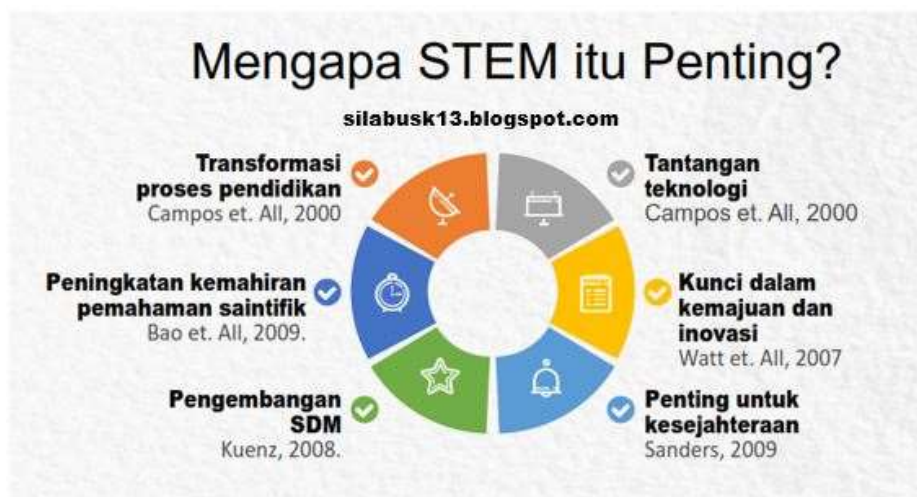 Mengapa STEM itu Penting?
silabusk13.blogspot.com
Transformasi
proses pendidikan
Campos et. All, 2000
Peningkatan kemahiran
pemahaman saintifik
Bao et. All, 2009.
Pengembangan
SDM
Kuenz, 2008.
Tantangan
teknologi
Campos et. All, 2000
Kunci dalam
kemajuan dan
inovasi
Watt et. All, 2007
Penting untuk
kesejahteraan
Sanders, 2009